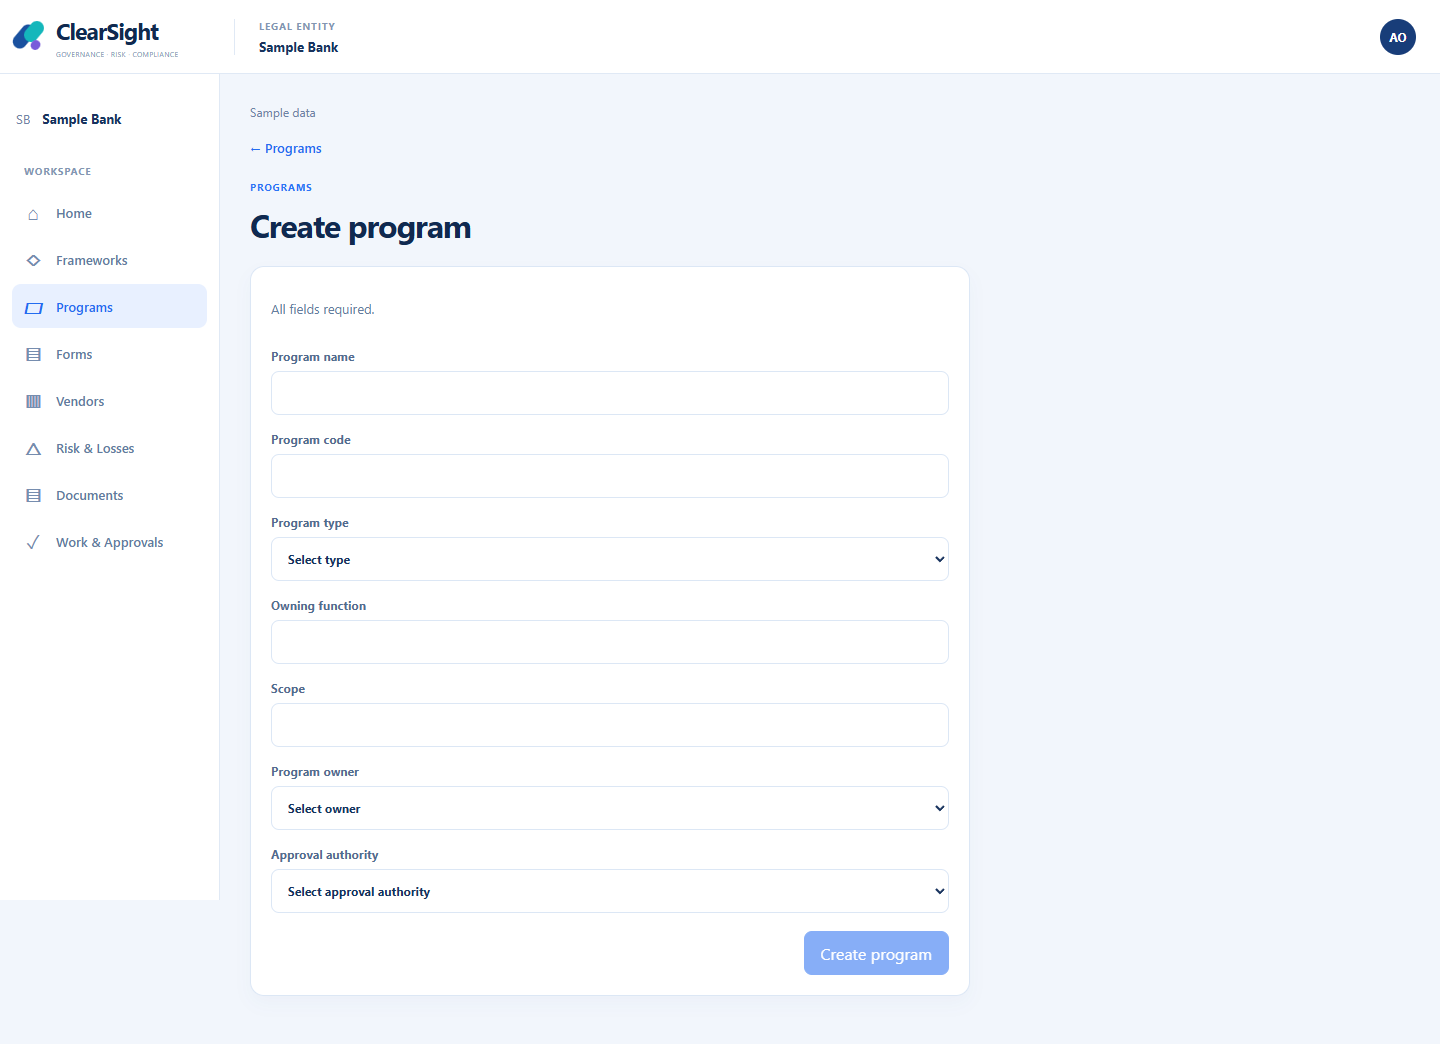 ClearSight
GOVERNANCE · RISK · COMPLIANCE
LEGAL ENTITY
Sample Bank
AO
SB Sample Bank
WORKSPACE
Home
Frameworks
Programs
Forms
Vendors
Risk & Losses
Documents
Work & Approvals
Sample data
← Programs
PROGRAMS
Create program
All fields required.
Program name
Program code
Program type
Select type
Owning function
Scope
Program owner
Select owner
Approval authority
Select approval authority
Create program